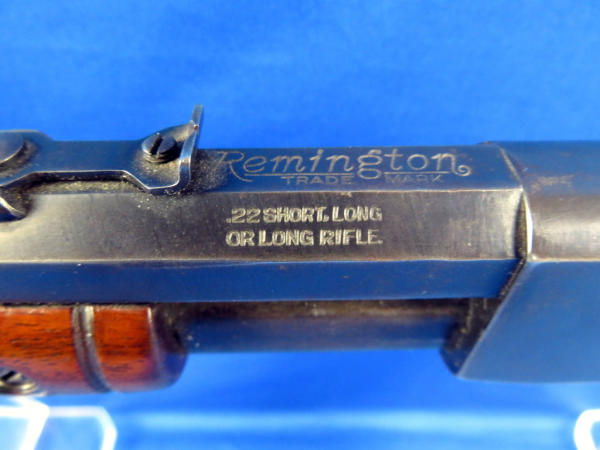 Remington
TRADE MARK
.22 SHORT, LONG
OR LONG RIFLE.